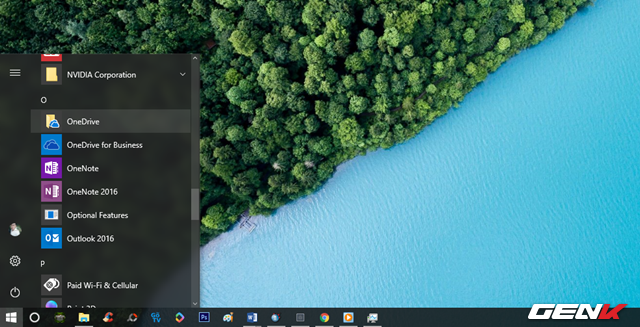 NVIDIA Corporation
O
OneDrive
OneDrive for Business
OneNote
OneNote 2016
Optional Features
Outlook 2016
P
Paid Wi-Fi & Cellular
Paint 3D
GENK